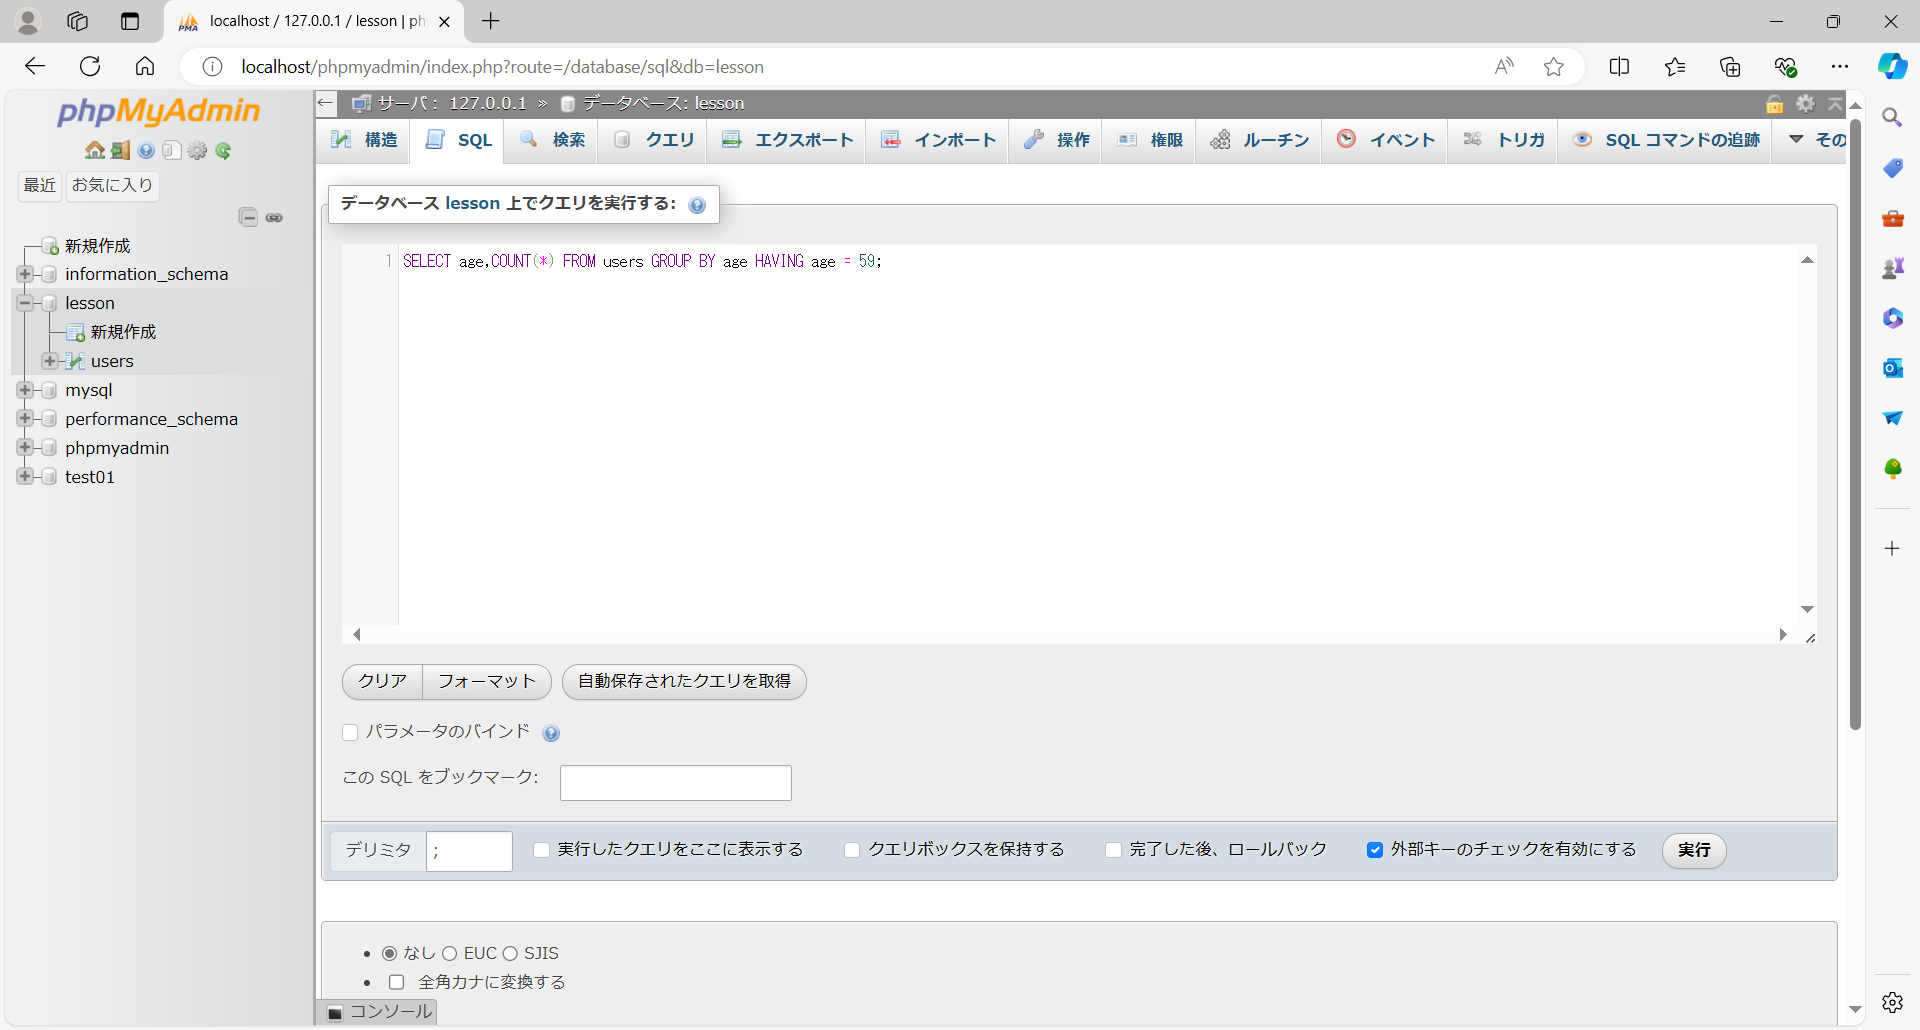 localhost / 127.0.0.1 / lesson | ph
localhost/phpmyadmin/index.php?route=/database/sql&db=lesson
phpMyAdmin
最近 お気に入り
新規作成
information_schema
lesson
新規作成
users
mysql
performance_schema
phpmyadmin
test01
サーバ: 127.0.0.1 » データベース: lesson
構造 SQL 検索 クエリ エクスポート インポート 操作 権限 ルーチン イベント トリガ SQL コマンドの追跡 その
データベース lesson 上でクエリを実行する:
1 SELECT age,COUNT(*) FROM users GROUP BY age HAVING age = 59;
クリア フォーマット 自動保存されたクエリを取得
パラメータのバインド
この SQL をブックマーク:
デリミタ ; 実行したクエリをここに表示する クエリボックスを保持する 完了した後、ロールバック 外部キーのチェックを有効にする 実行
なし EUC SJIS
全角カナに変換する
コンソール